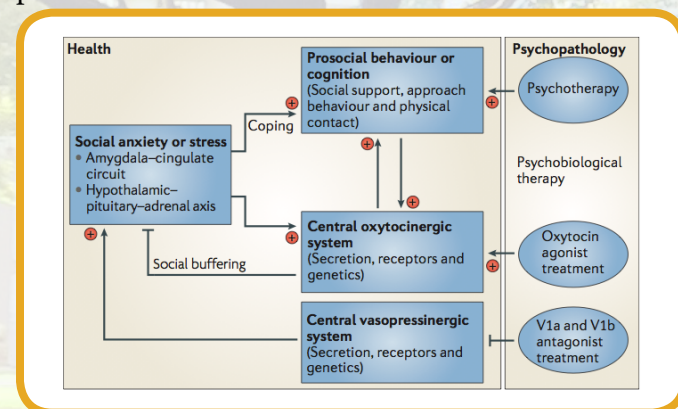 Health
Psychopathology
Prosocial behaviour or
cognition
(Social support, approach
behaviour and physical
contact)
Psychotherapy
Coping
Social anxiety or stress
• Amygdala–cingulate
circuit
• Hypothalamic–
pituitary–adrenal axis
Psychobiological
therapy
Central oxytocinergic
system
(Secretion, receptors and
genetics)
Oxytocin
agonist
treatment
Social buffering
Central vasopressinergic
system
(Secretion, receptors and
genetics)
V1a and V1b
antagonist
treatment